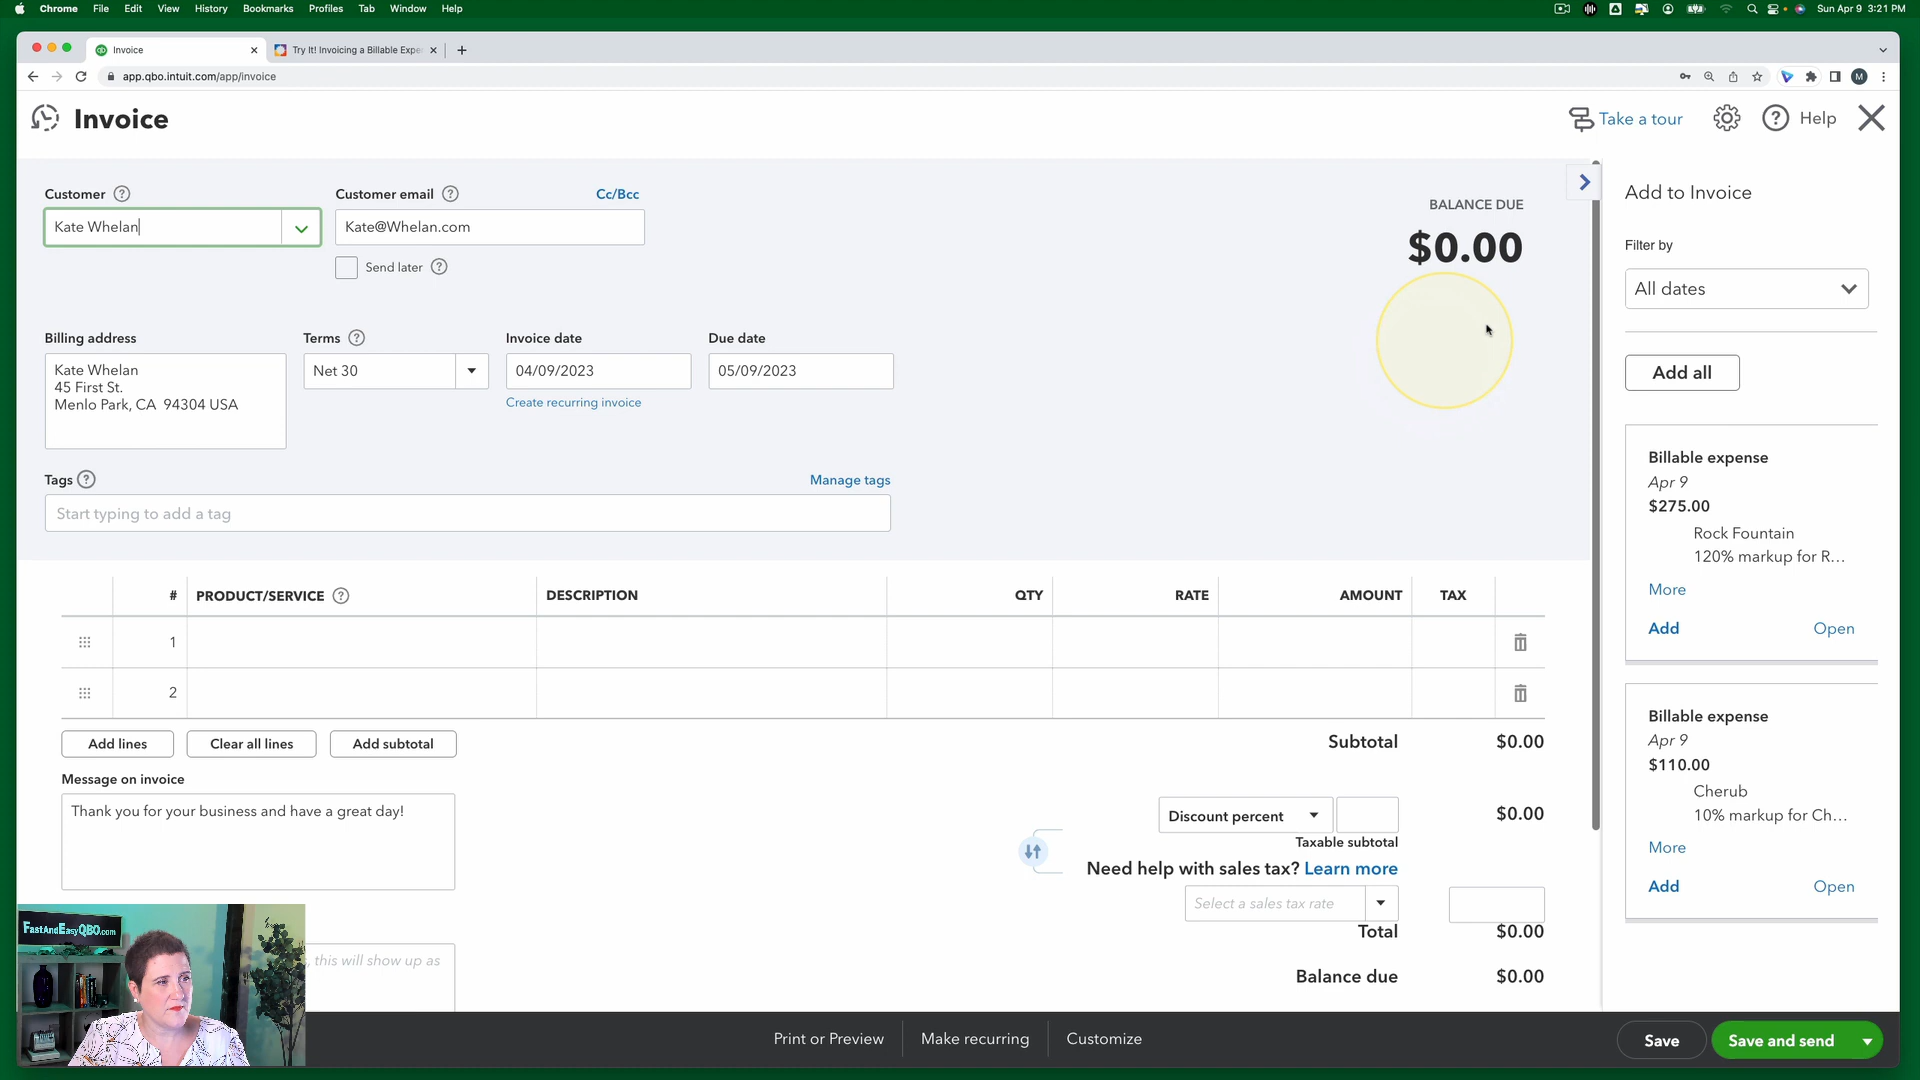 Chrome File Edit View History Bookmarks Profiles Tab Window Help
Sun Apr 9 3:21 PM
Invoice
Try It! Invoicing a Billable Expe
app.qbo.intuit.com/app/invoice
M
Invoice
Take a tour
Help
Customer
Customer email
Cc/Bcc
Kate Whelan
Kate@Whelan.com
Send later
BALANCE DUE
$0.00
Billing address
Terms
Invoice date
Due date
Kate Whelan
45 First St.
Menlo Park, CA 94304 USA
Net 30
04/09/2023
05/09/2023
Create recurring invoice
Tags
Manage tags
Start typing to add a tag
# PRODUCT/SERVICE DESCRIPTION QTY RATE AMOUNT TAX
1
2
Add lines
Clear all lines
Add subtotal
Subtotal $0.00
Message on invoice
Thank you for your business and have a great day!
Discount percent
$0.00
Taxable subtotal
Need help with sales tax? Learn more
Select a sales tax rate
Total $0.00
, this will show up as
Balance due $0.00
FastAndEasyQBO.com
Add to Invoice
Filter by
All dates
Add all
Billable expense
Apr 9
$275.00
Rock Fountain
120% markup for R...
More
Add Open
Billable expense
Apr 9
$110.00
Cherub
10% markup for Ch...
More
Add Open
Print or Preview
Make recurring
Customize
Save
Save and send